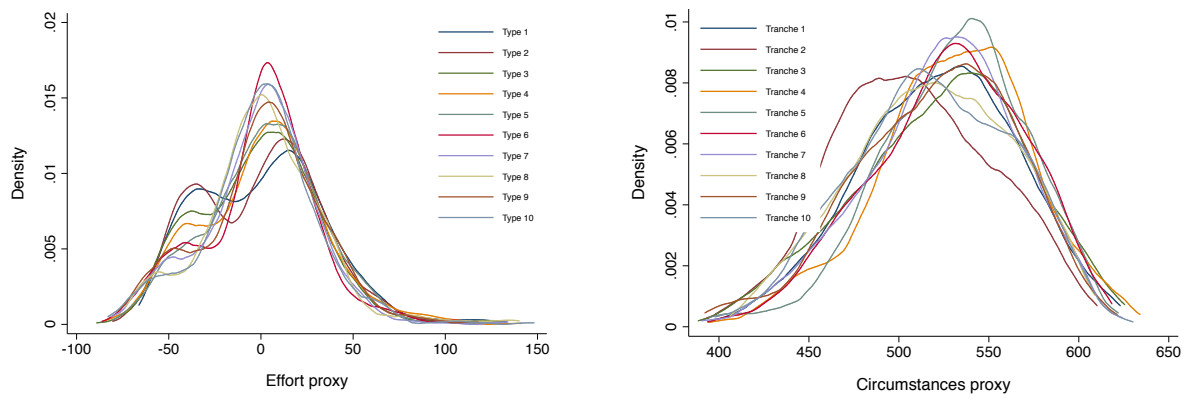 .02
.015
.01
.005
0
Density
-100 -50 0 50 100 150
Effort proxy
Type 1
Type 2
Type 3
Type 4
Type 5
Type 6
Type 7
Type 8
Type 9
Type 10
.01
.008
.006
.004
.002
0
Density
400 450 500 550 600 650
Circumstances proxy
Tranche 1
Tranche 2
Tranche 3
Tranche 4
Tranche 5
Tranche 6
Tranche 7
Tranche 8
Tranche 9
Tranche 10